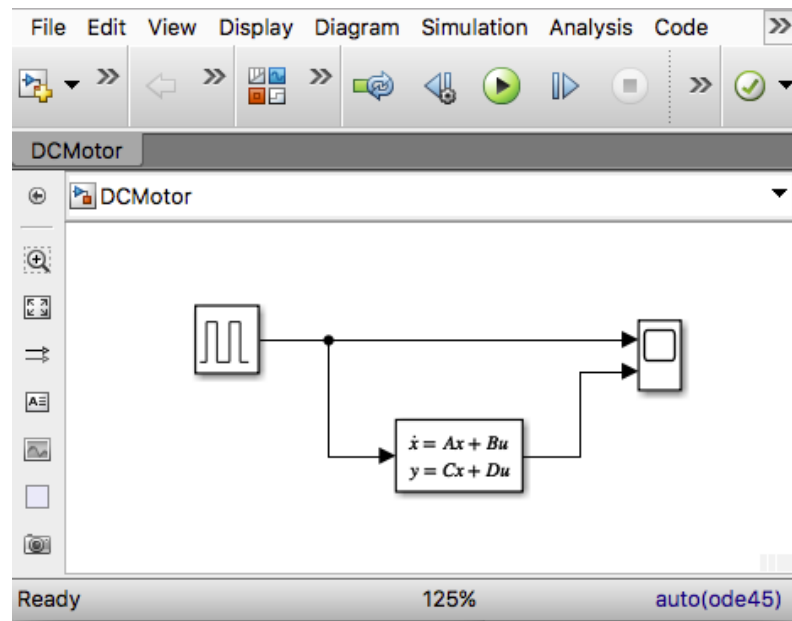 File Edit View Display Diagram Simulation Analysis Code
DCMotor
DCMotor
A
ẋ = Ax + Bu
y = Cx + Du
Ready 125% auto(ode45)